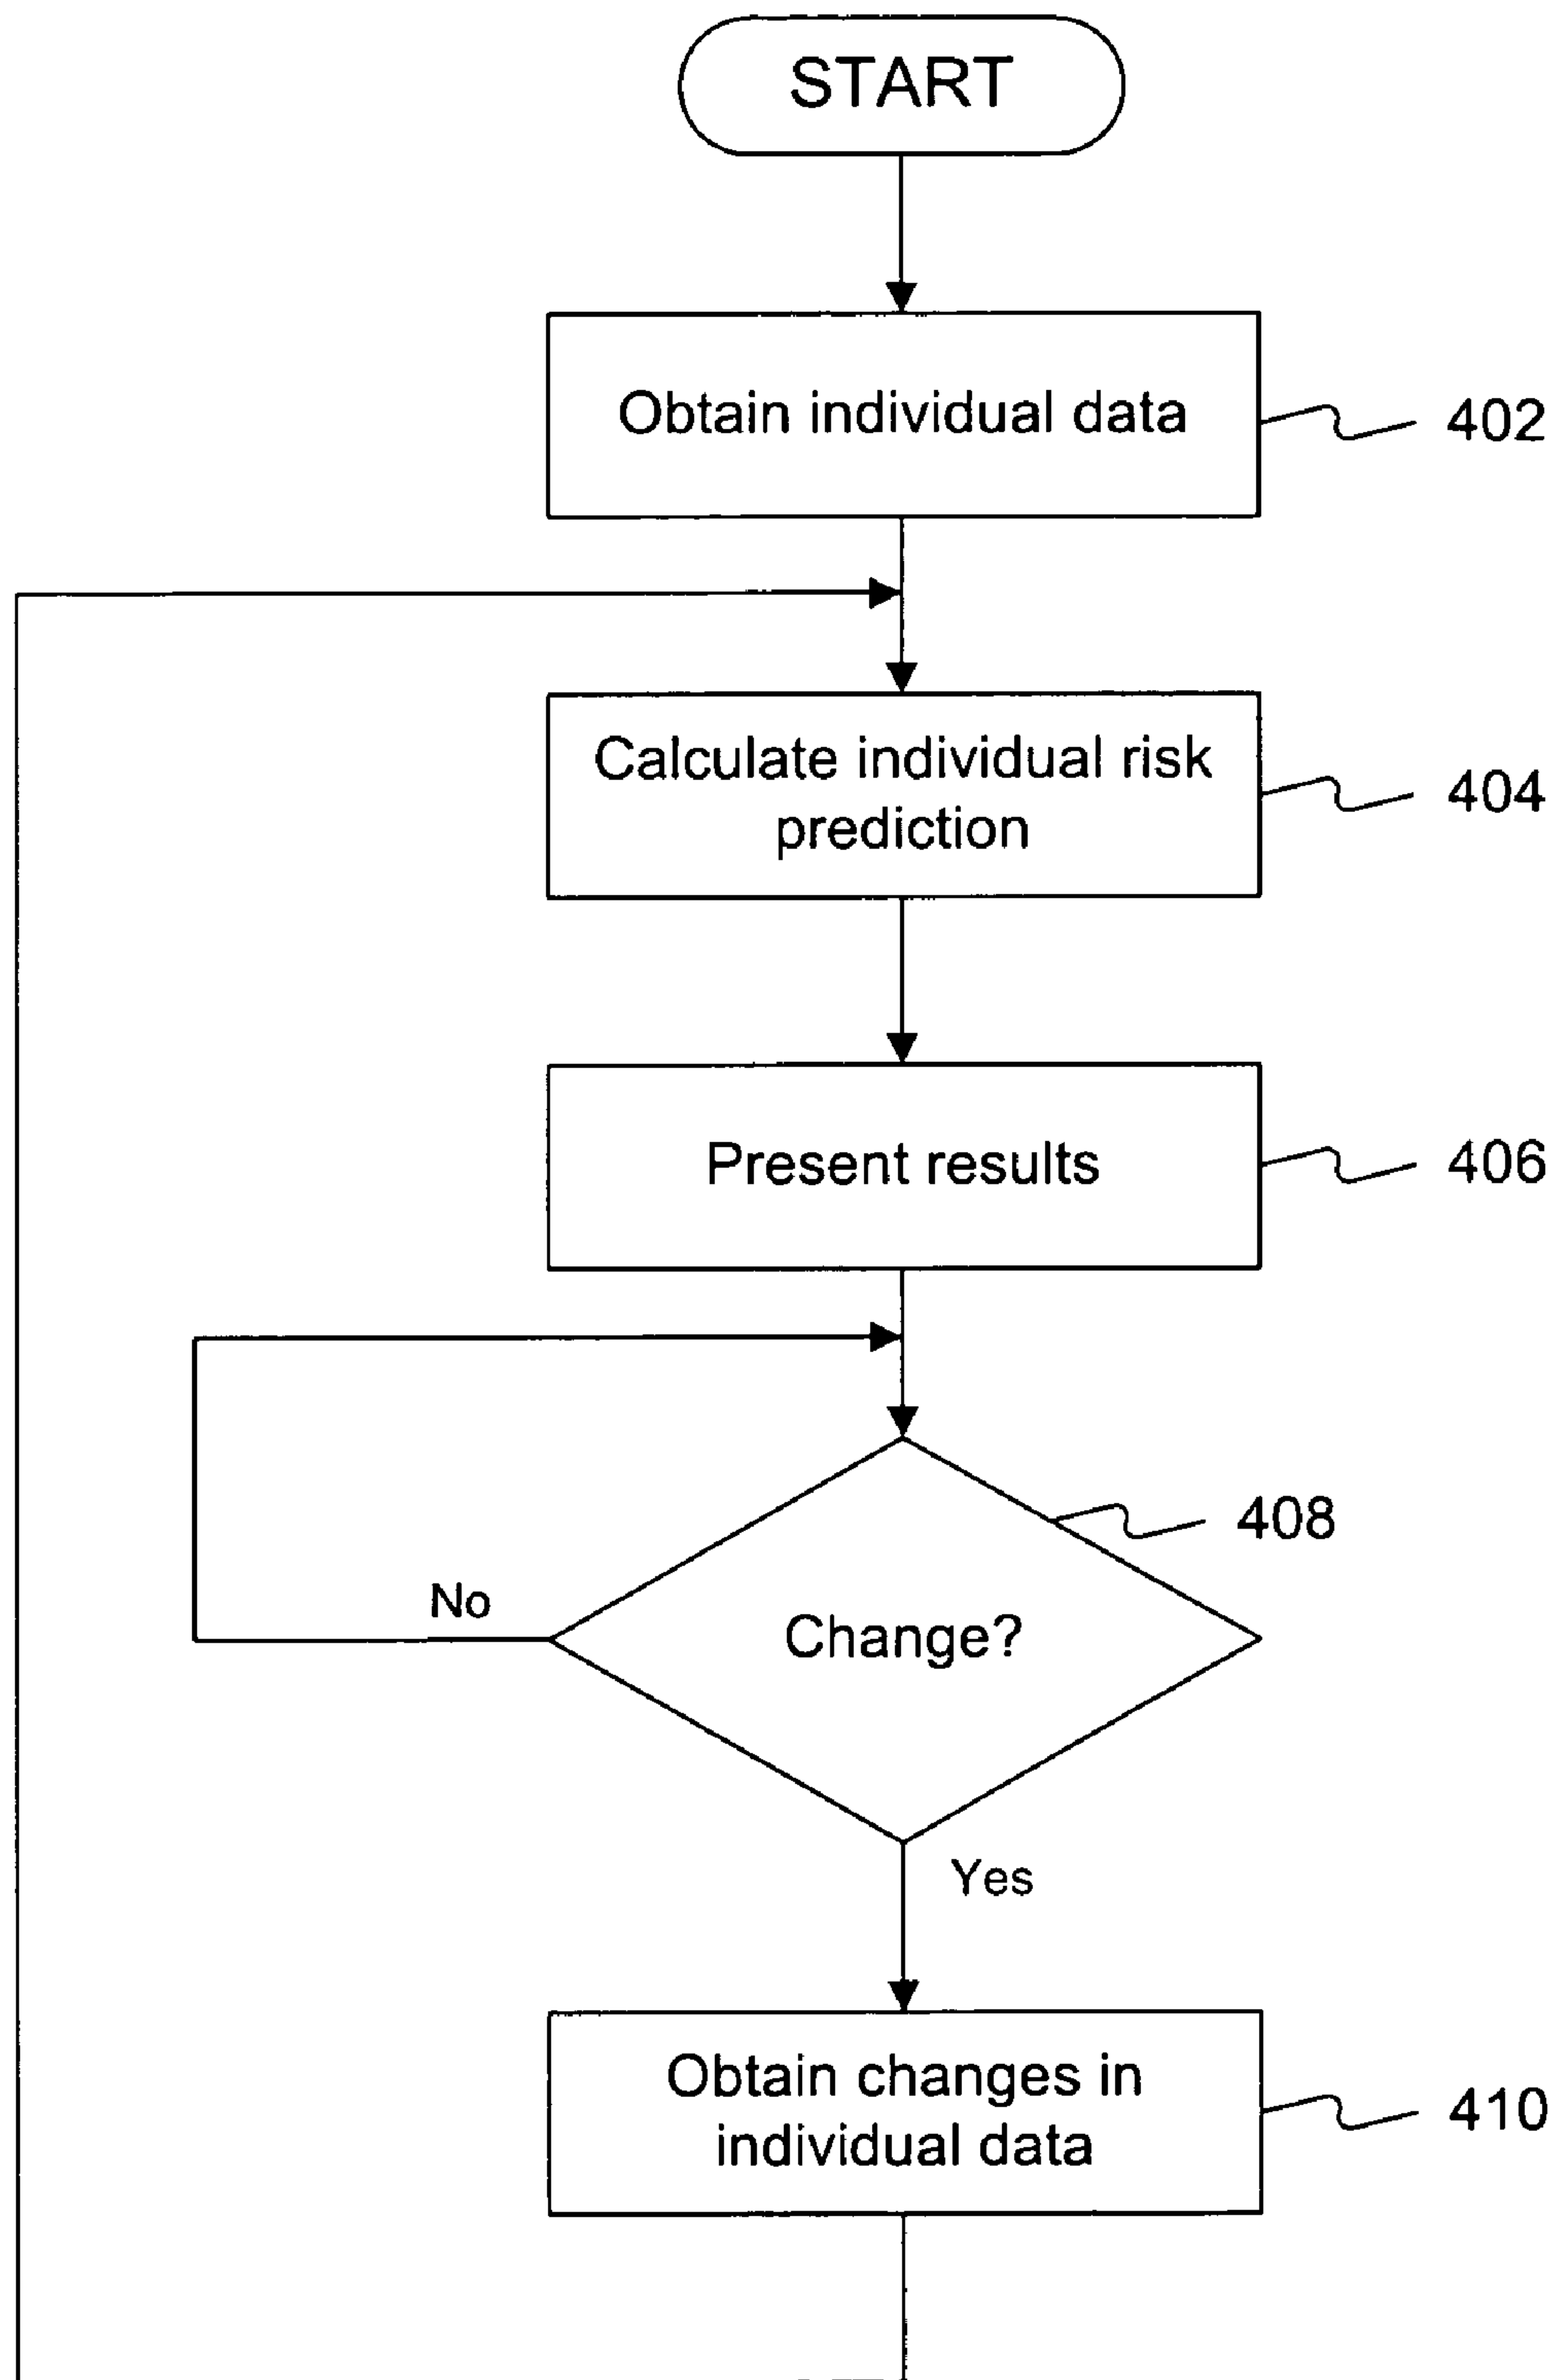 START
Obtain individual data
402
Calculate individual risk
prediction
404
Present results
406
408
No
Change?
Yes
Obtain changes in
individual data
410